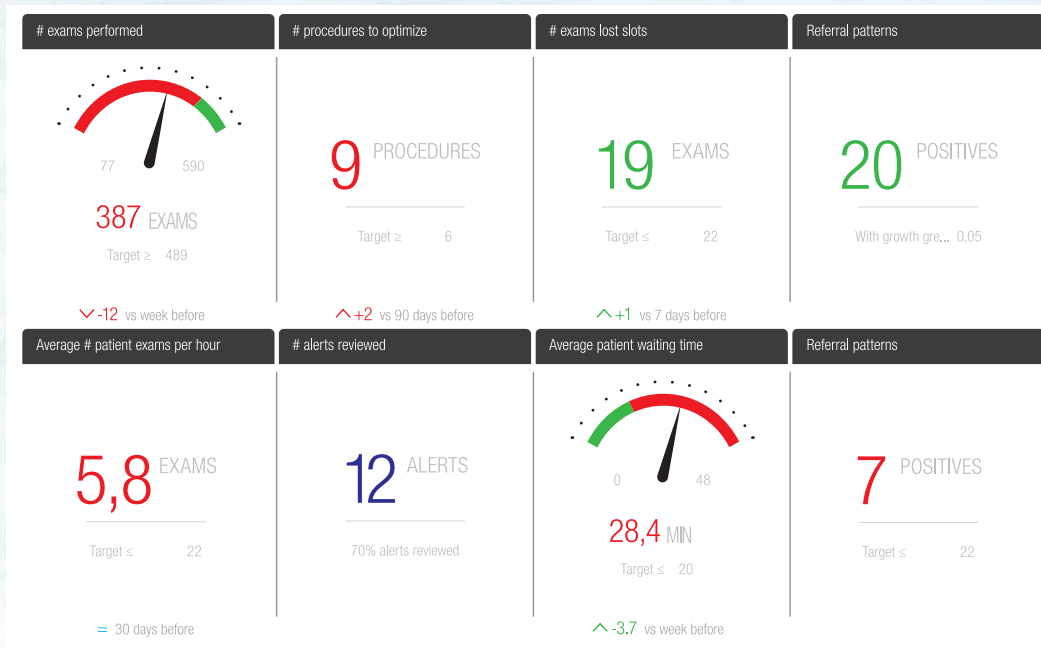 # exams performed
# procedures to optimize
# exams lost slots
Referral patterns
77 590
387 EXAMS
Target ≥ 489
-12 vs week before
9 PROCEDURES
Target ≥ 6
+2 vs 90 days before
19 EXAMS
Target ≤ 22
+1 vs 7 days before
20 POSITIVES
With growth gre... 0,05
Average # patient exams per hour
# alerts reviewed
Average patient waiting time
Referral patterns
5,8 EXAMS
Target ≤ 22
= 30 days before
12 ALERTS
70% alerts reviewed
0 48
28,4 MIN
Target ≤ 20
-3.7 vs week before
7 POSITIVES
Target ≤ 22